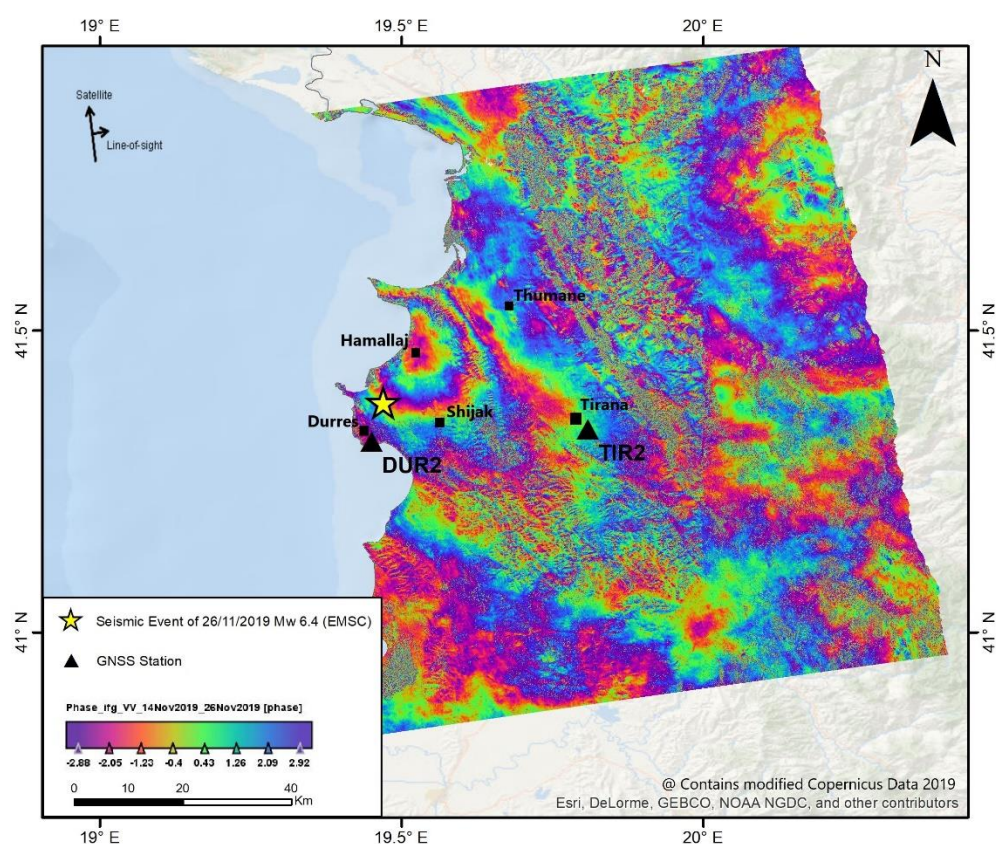 19° E
19.5° E
20° E
Satellite
Line-of-sight
N
41.5° N
41.5° N
Thumane
Hamallaj
Shijak
Tirana
Durres
DUR2
TIR2
41° N
41° N
Seismic Event of 26/11/2019 Mw 6.4 (EMSC)
GNSS Station
Phase_ifg_VV_14Nov2019_26Nov2019 [phase]
-2.88 -2.05 -1.23 -0.4 0.43 1.26 2.09 2.92
0 20 40
Km
@ Contains modified Copernicus Data 2019
Esri, DeLorme, GEBCO, NOAA NGDC, and other contributors
19° E
19.5° E
20° E